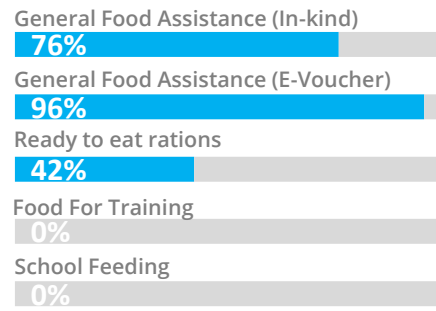 General Food Assistance (In-kind)
76%
General Food Assistance (E-Voucher)
96%
Ready to eat rations
42%
Food For Training
0%
School Feeding
0%